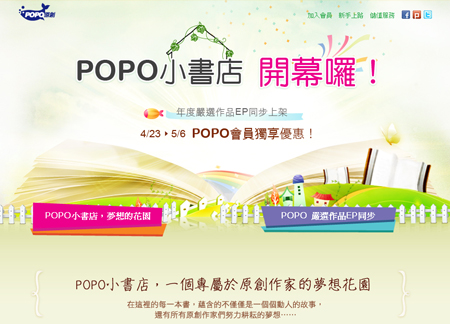 POPO原創
加入會員 新手上路 儲值服務
POPO小書店 開幕囉！
年度嚴選作品EP同步上架
4/23 ▸ 5/6 POPO會員獨享優惠！
POPO小書店，夢想的花園
POPO 嚴選作品EP同步
POPO小書店，一個專屬於原創作家的夢想花園
在這裡的每一本書，蘊含的不僅僅是一個個動人的故事，
還有所有原創作家們努力耕耘的夢想……